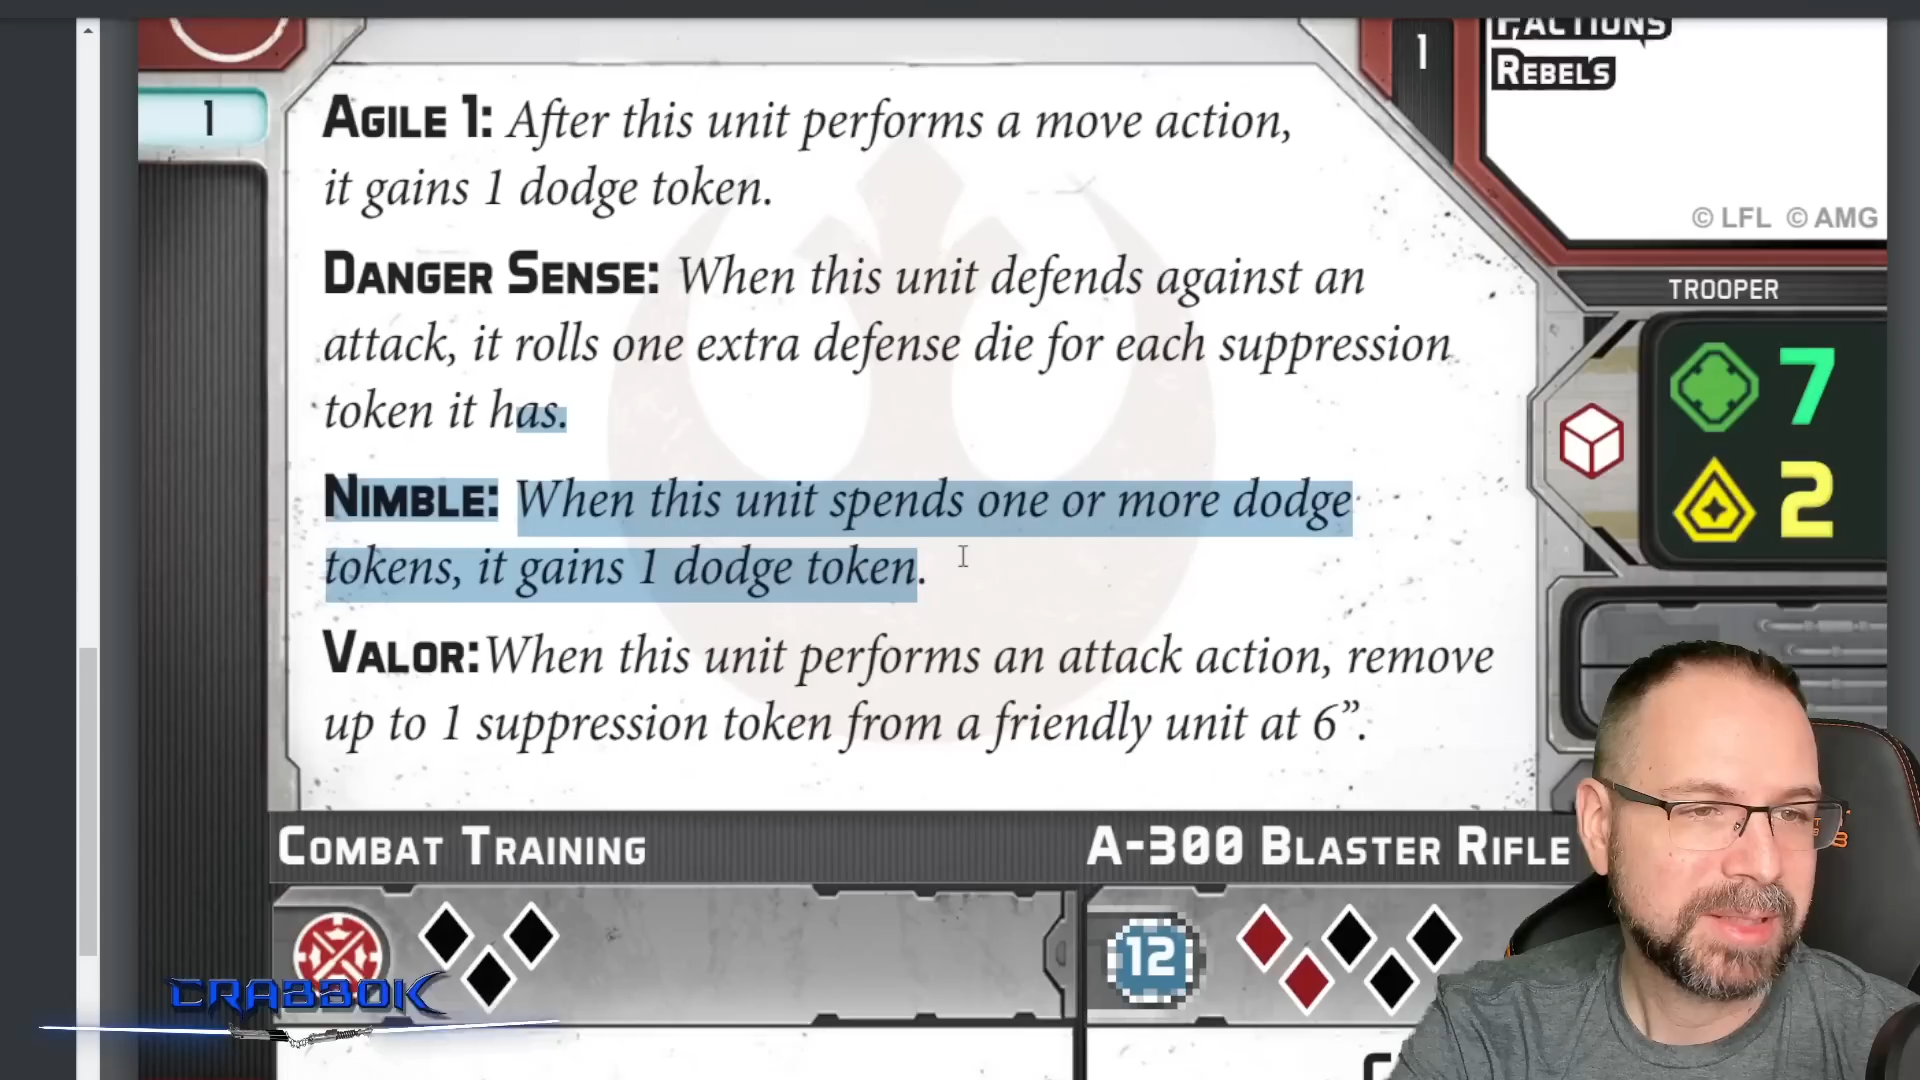 1
FACTIONS
REBELS
1
AGILE 1: After this unit performs a move action,
it gains 1 dodge token.
© LFL © AMG
DANGER SENSE: When this unit defends against an
attack, it rolls one extra defense die for each suppression
token it has.
TROOPER
7
2
NIMBLE: When this unit spends one or more dodge
tokens, it gains 1 dodge token.
VALOR: When this unit performs an attack action, remove
up to 1 suppression token from a friendly unit at 6”.
COMBAT TRAINING
A-300 BLASTER RIFLE
12
CRABBOK